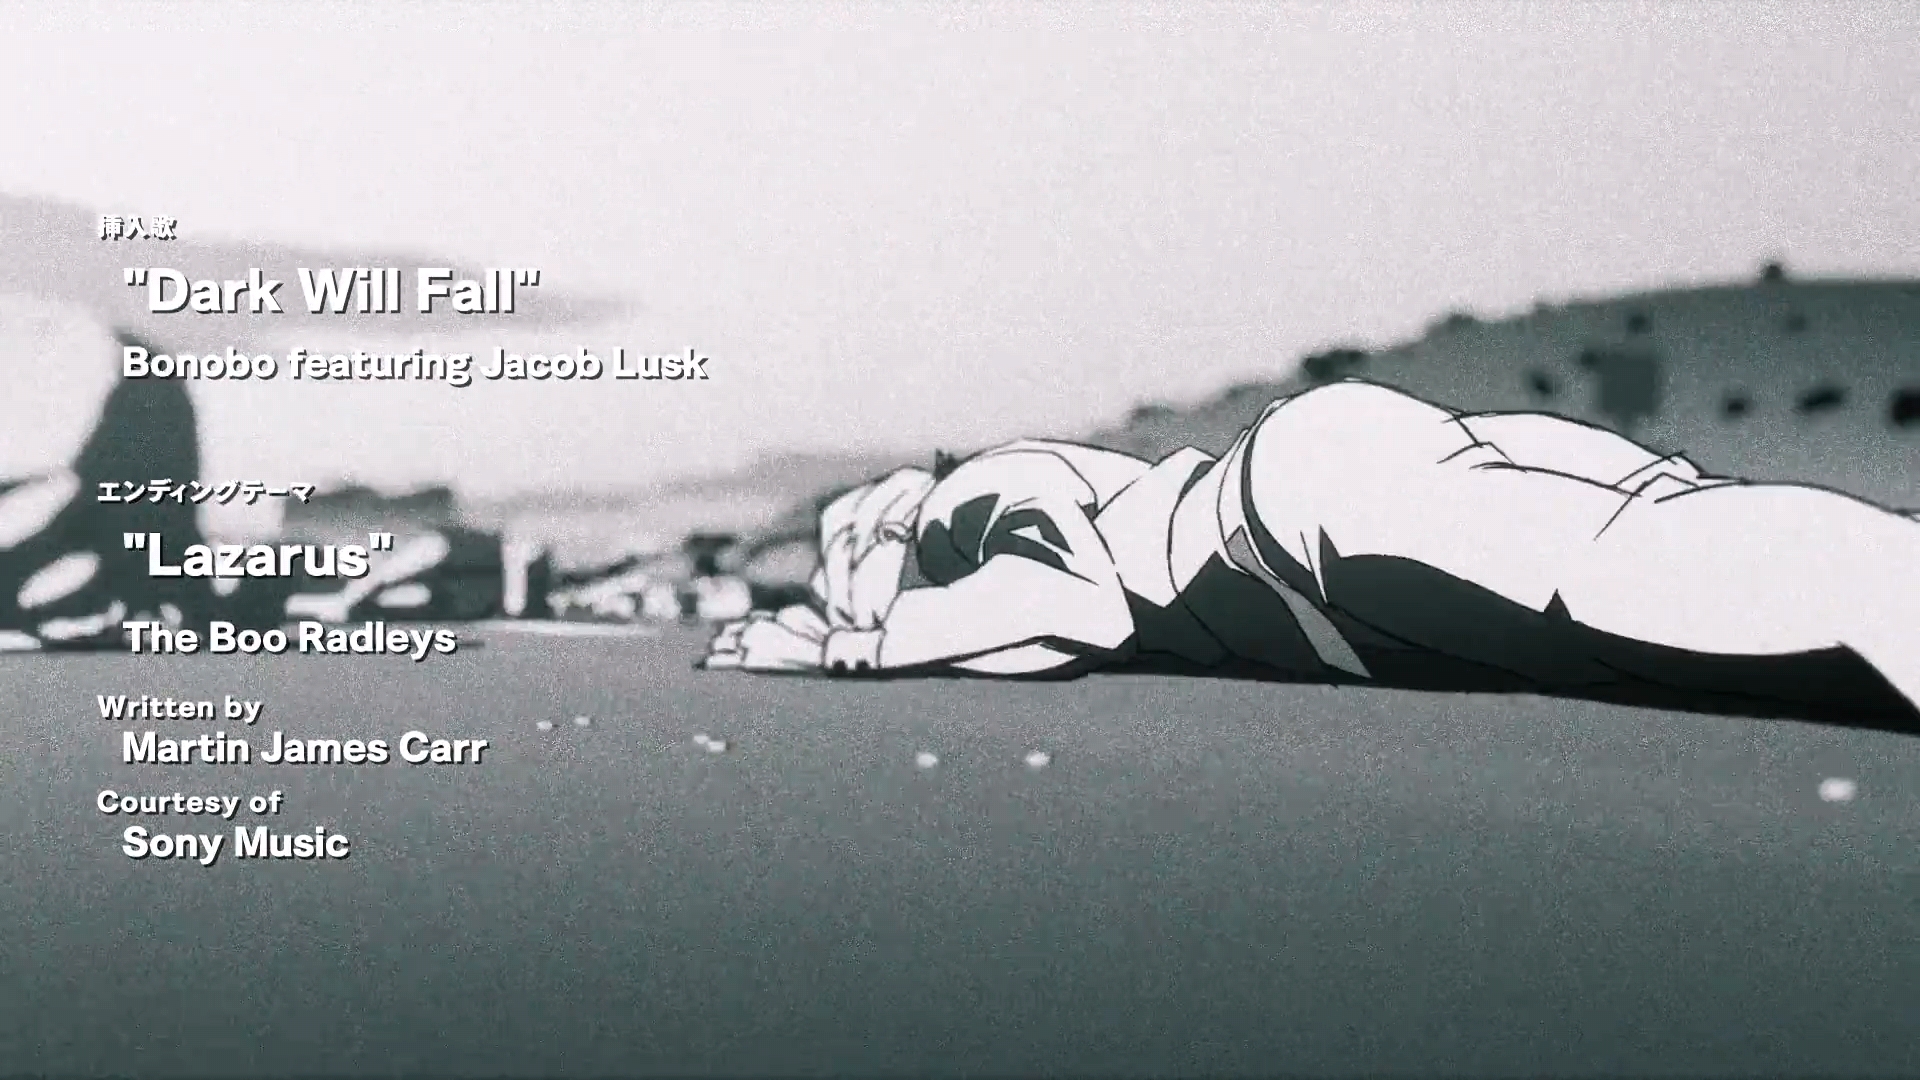 挿入歌
"Dark Will Fall"
Bonobo featuring Jacob Lusk
エンディングテーマ
"Lazarus"
The Boo Radleys
Written by
Martin James Carr
Courtesy of
Sony Music